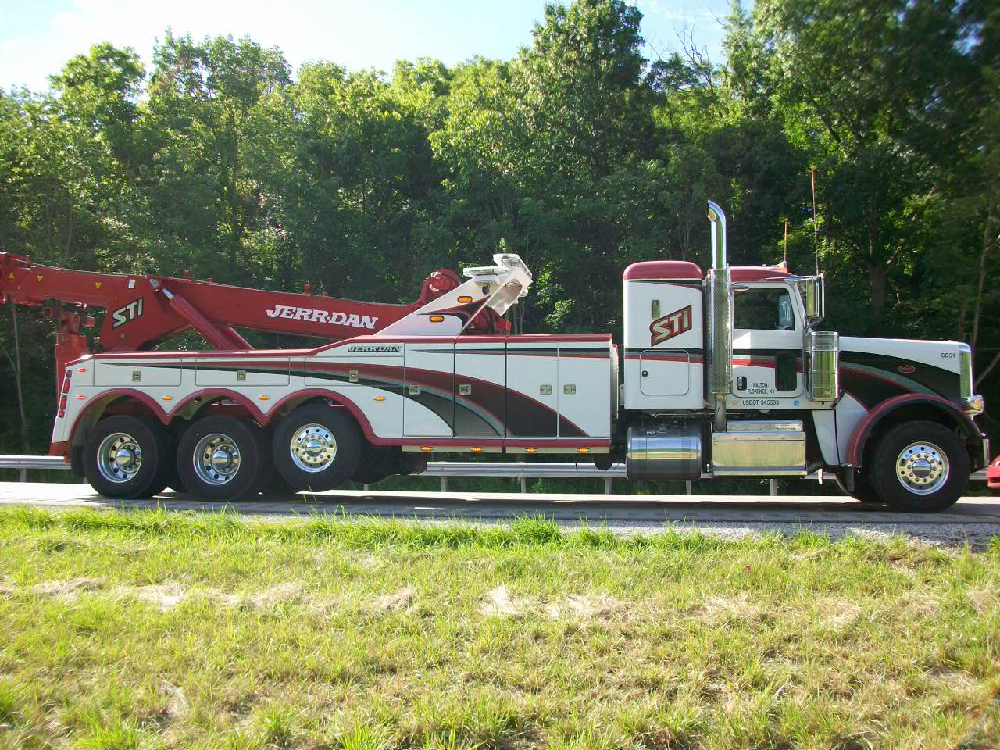 STI
JERR-DAN
JERR-DAN
STI
6051
WALTON,
FLORENCE, KY
USDOT 345533